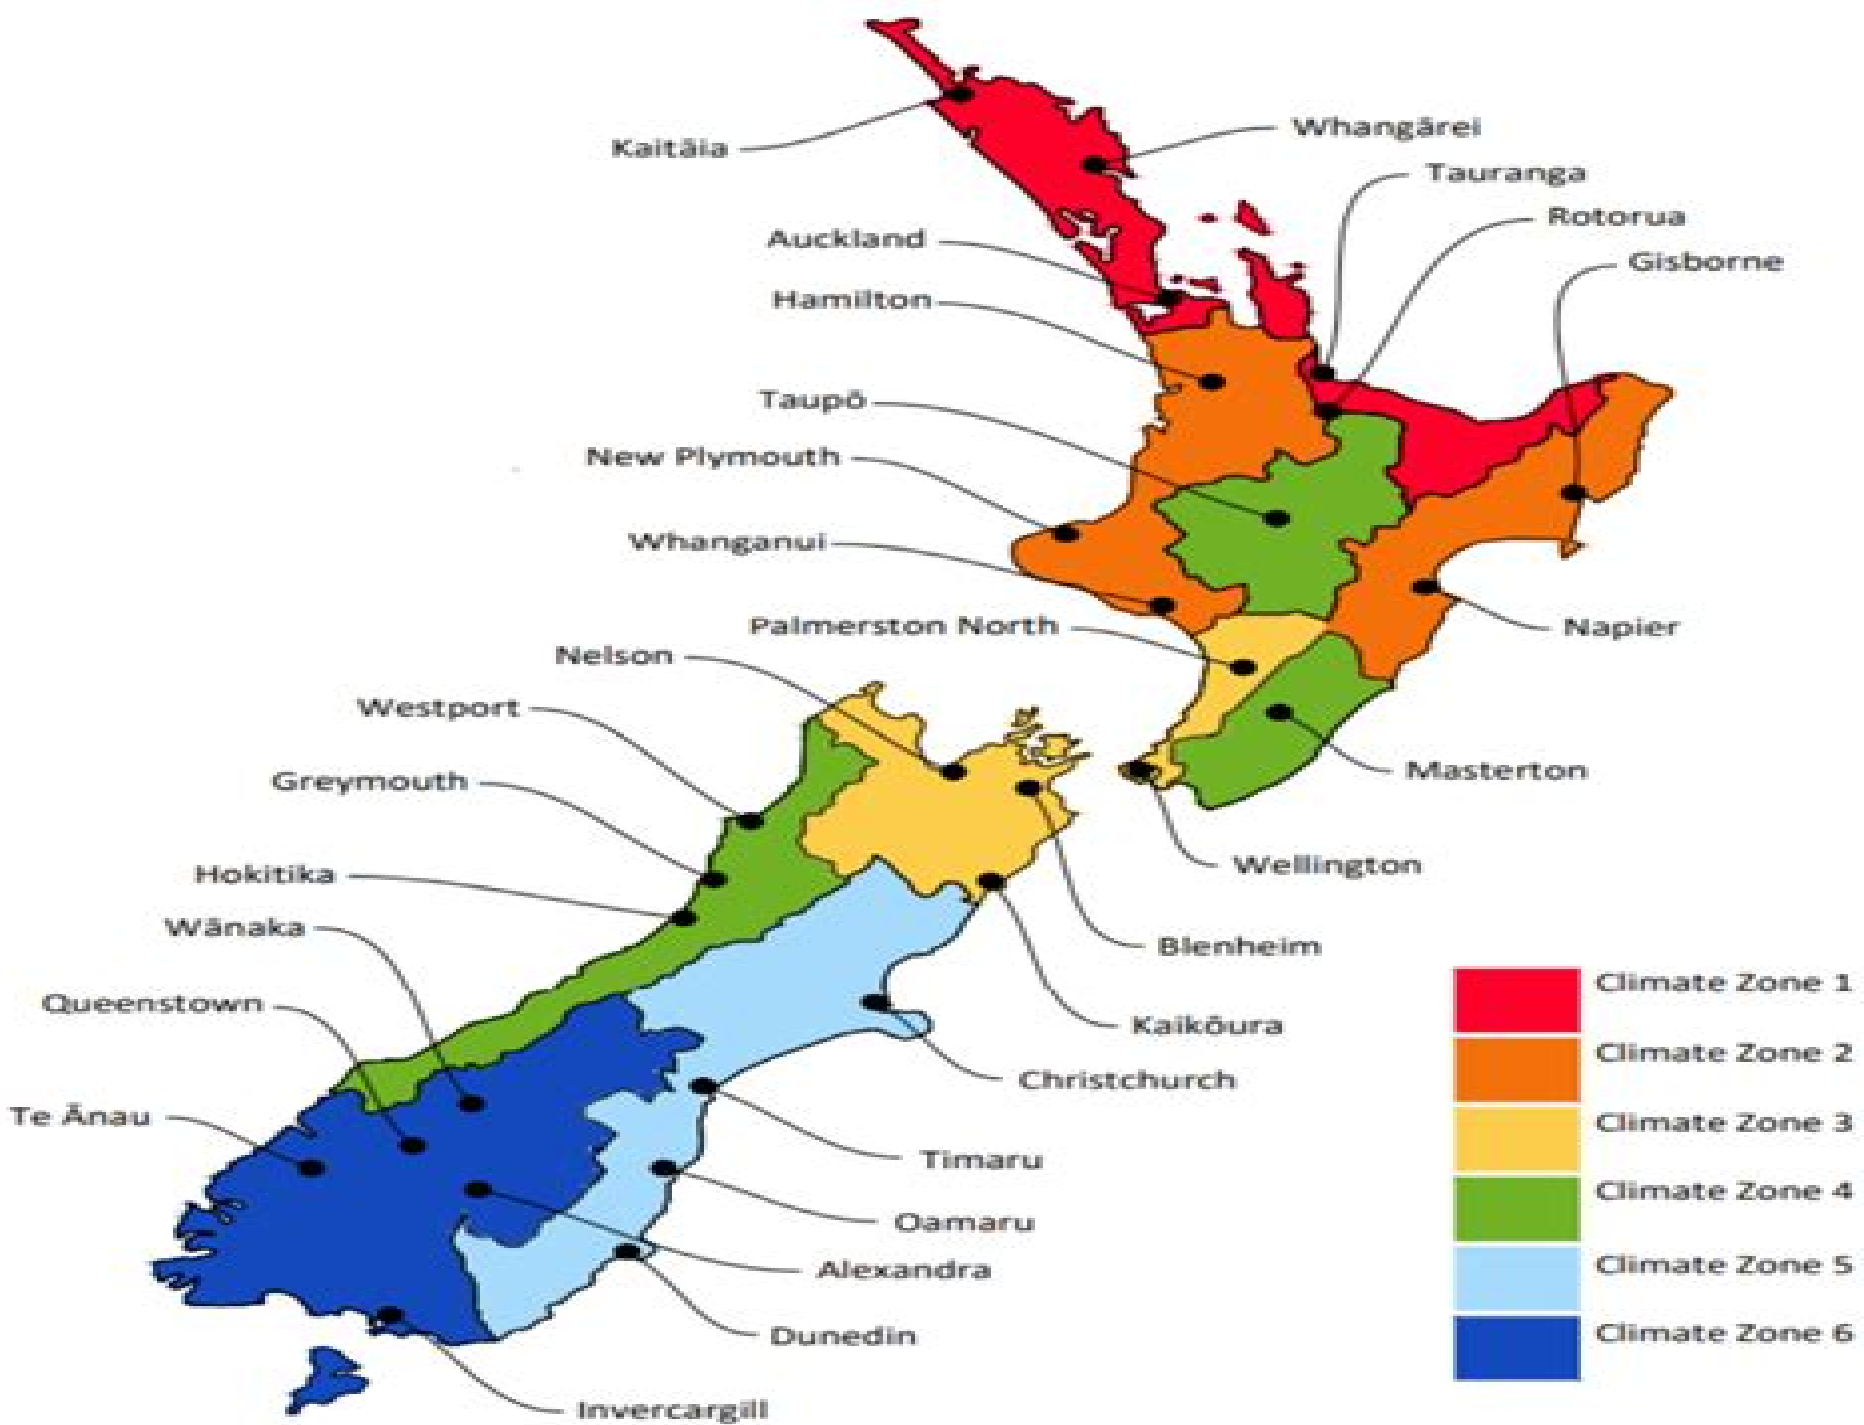 Kaitāia
Whangārei
Tauranga
Rotorua
Auckland
Gisborne
Hamilton
Taupō
New Plymouth
Whanganui
Palmerston North
Napier
Nelson
Westport
Masterton
Greymouth
Wellington
Hokitika
Wānaka
Blenheim
Climate Zone 1
Queenstown
Kaikōura
Climate Zone 2
Christchurch
Te Ānau
Climate Zone 3
Timaru
Climate Zone 4
Oamaru
Alexandra
Climate Zone 5
Dunedin
Climate Zone 6
Invercargill